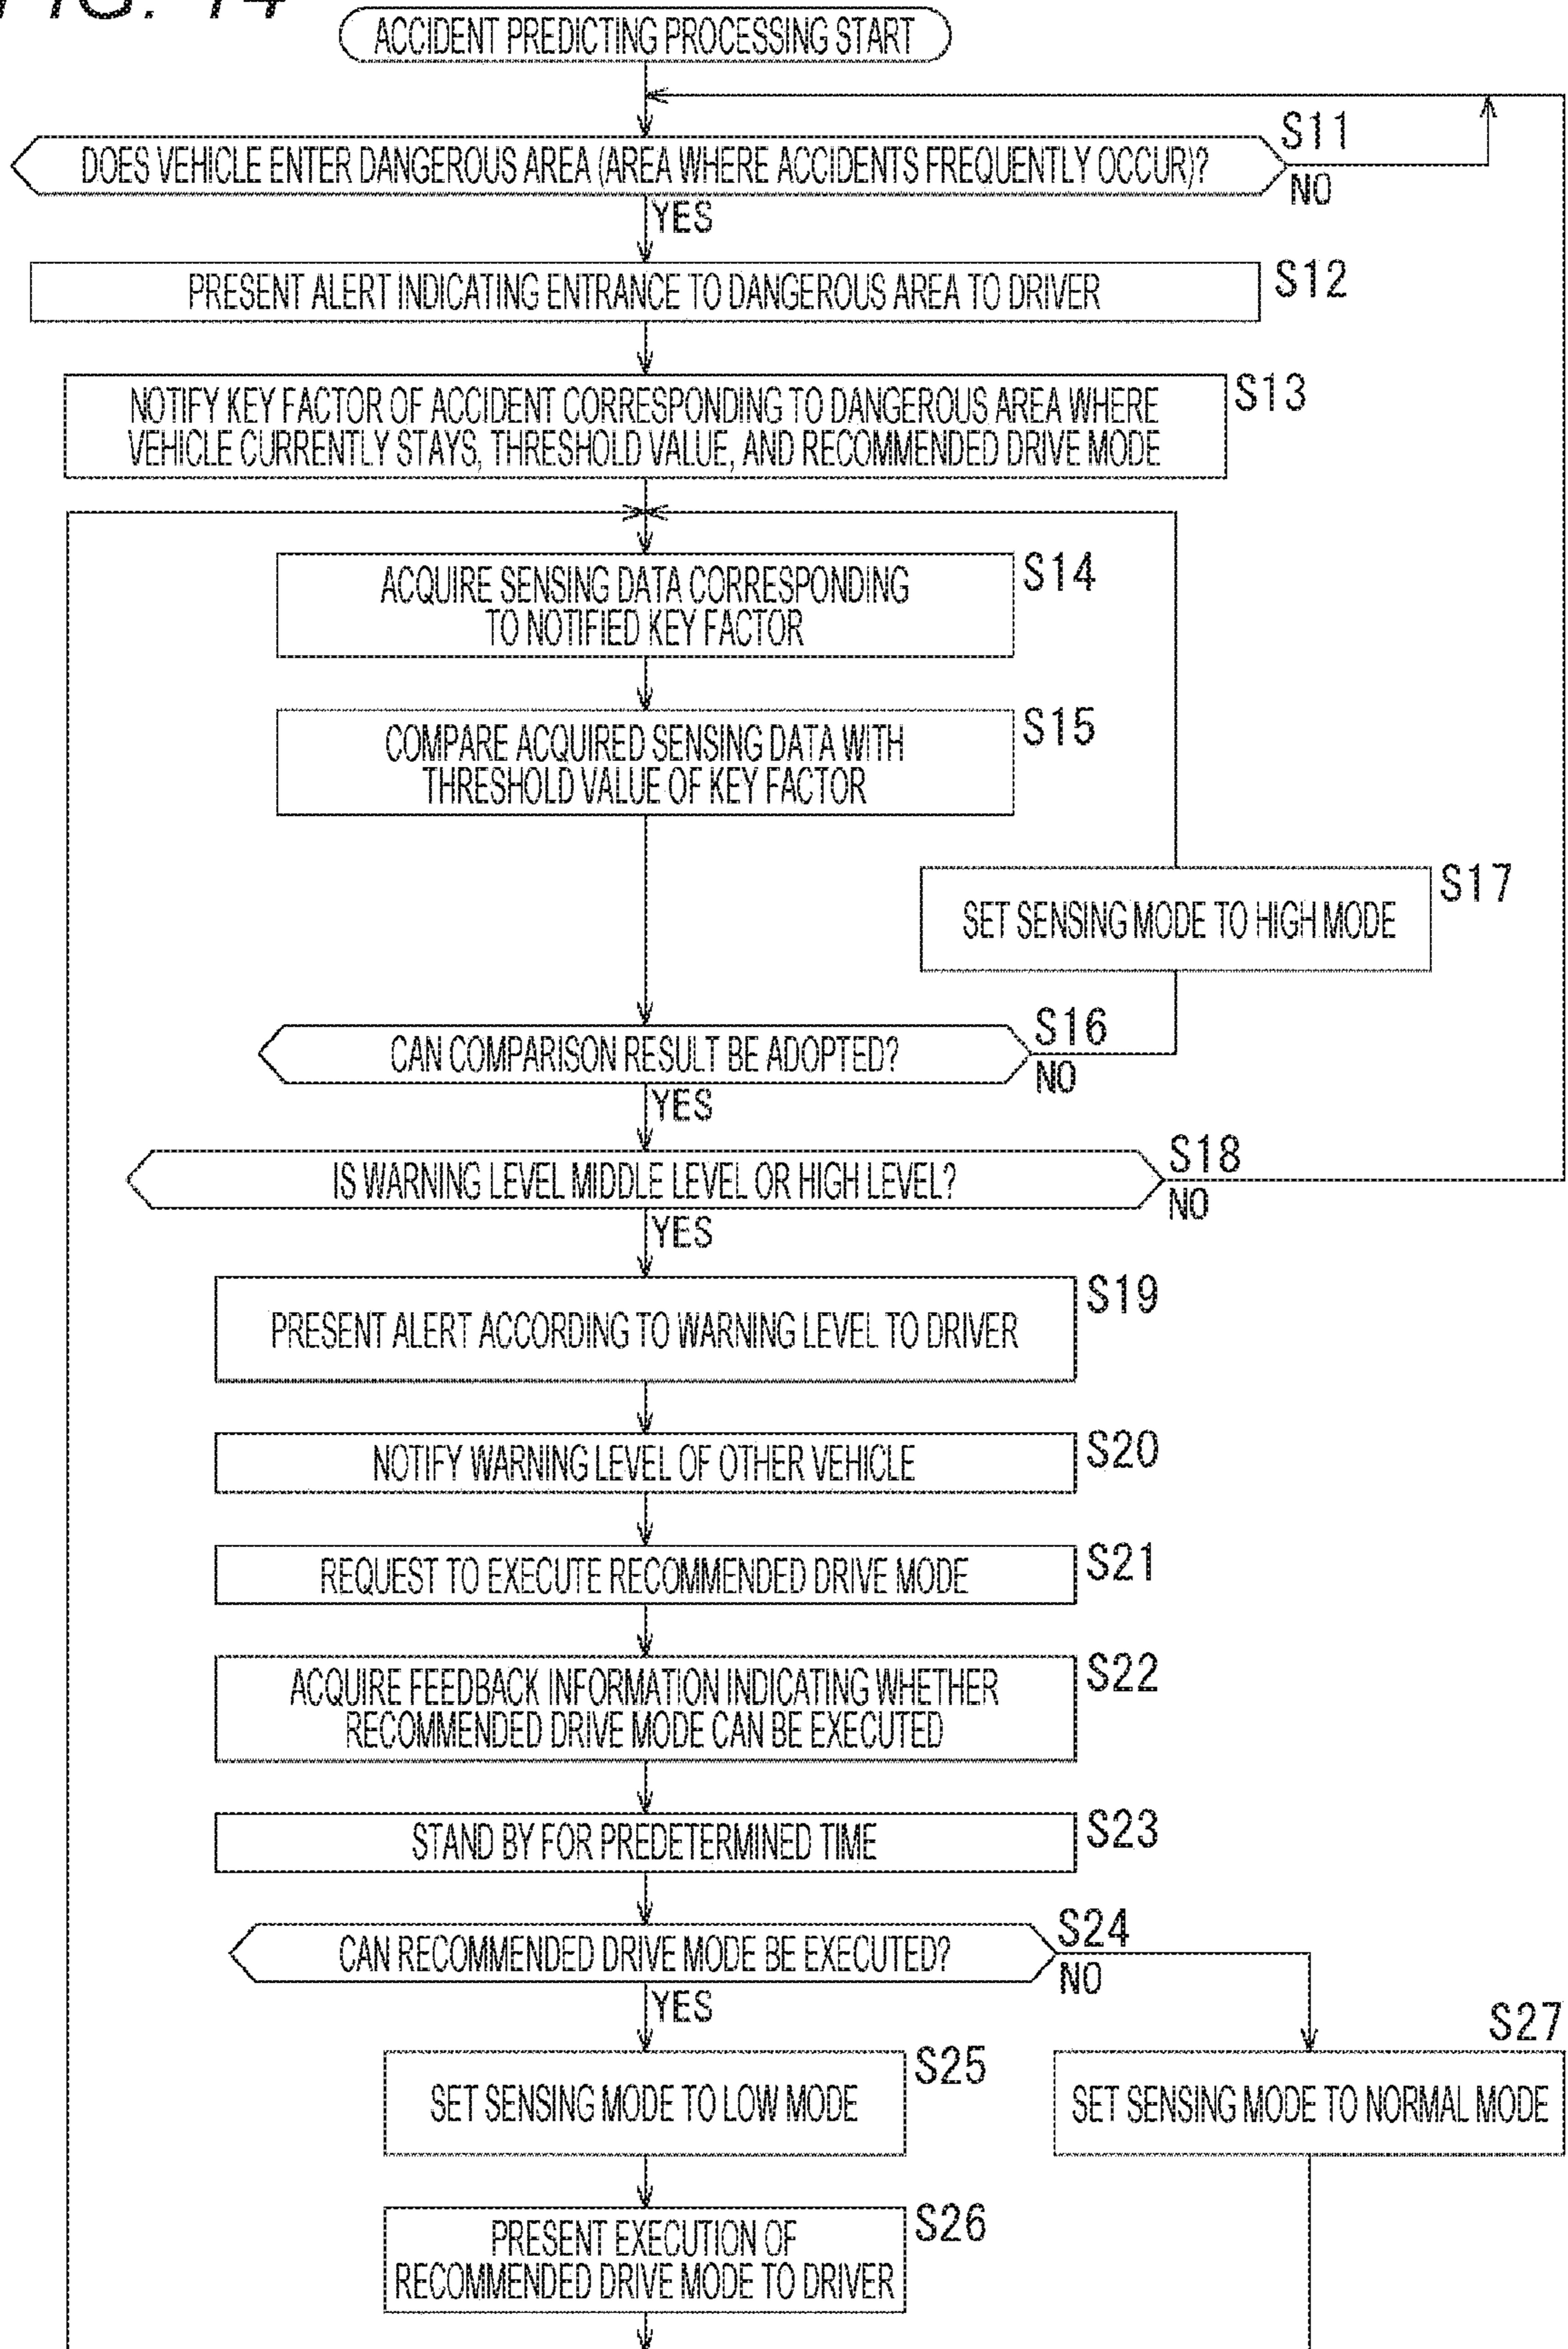 FIG. 14
ACCIDENT PREDICTING PROCESSING START
S11
DOES VEHICLE ENTER DANGEROUS AREA (AREA WHERE ACCIDENTS FREQUENTLY OCCUR)?
NO
YES
S12
PRESENT ALERT INDICATING ENTRANCE TO DANGEROUS AREA TO DRIVER
S13
NOTIFY KEY FACTOR OF ACCIDENT CORRESPONDING TO DANGEROUS AREA WHERE
VEHICLE CURRENTLY STAYS, THRESHOLD VALUE, AND RECOMMENDED DRIVE MODE
S14
ACQUIRE SENSING DATA CORRESPONDING
TO NOTIFIED KEY FACTOR
S15
COMPARE ACQUIRED SENSING DATA WITH
THRESHOLD VALUE OF KEY FACTOR
S17
SET SENSING MODE TO HIGH MODE
S16
CAN COMPARISON RESULT BE ADOPTED?
NO
YES
S18
IS WARNING LEVEL MIDDLE LEVEL OR HIGH LEVEL?
NO
YES
S19
PRESENT ALERT ACCORDING TO WARNING LEVEL TO DRIVER
S20
NOTIFY WARNING LEVEL OF OTHER VEHICLE
S21
REQUEST TO EXECUTE RECOMMENDED DRIVE MODE
S22
ACQUIRE FEEDBACK INFORMATION INDICATING WHETHER
RECOMMENDED DRIVE MODE CAN BE EXECUTED
S23
STAND BY FOR PREDETERMINED TIME
S24
CAN RECOMMENDED DRIVE MODE BE EXECUTED?
NO
YES
S27
S25
SET SENSING MODE TO LOW MODE
SET SENSING MODE TO NORMAL MODE
S26
PRESENT EXECUTION OF
RECOMMENDED DRIVE MODE TO DRIVER